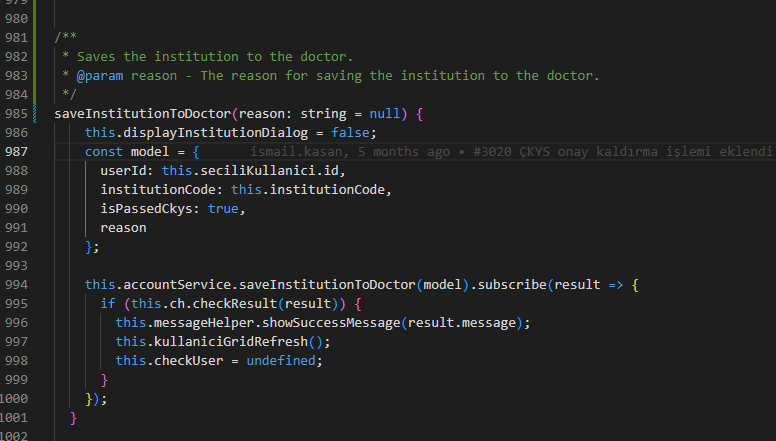 979
980
981 /**
982 * Saves the institution to the doctor.
983 * @param reason - The reason for saving the institution to the doctor.
984 */
985 saveInstitutionToDoctor(reason: string = null) {
986 this.displayInstitutionDialog = false;
987 const model = { ismail.kasan, 5 months ago • #3020 ÇKYS onay kaldırma işlemi eklendi
988 userId: this.seciliKullanici.id,
989 institutionCode: this.institutionCode,
990 isPassedCkys: true,
991 reason
992 };
993
994 this.accountService.saveInstitutionToDoctor(model).subscribe(result => {
995 if (this.ch.checkResult(result)) {
996 this.messageHelper.showSuccessMessage(result.message);
997 this.kullaniciGridRefresh();
998 this.checkUser = undefined;
999 }
1000 });
1001 }
1002